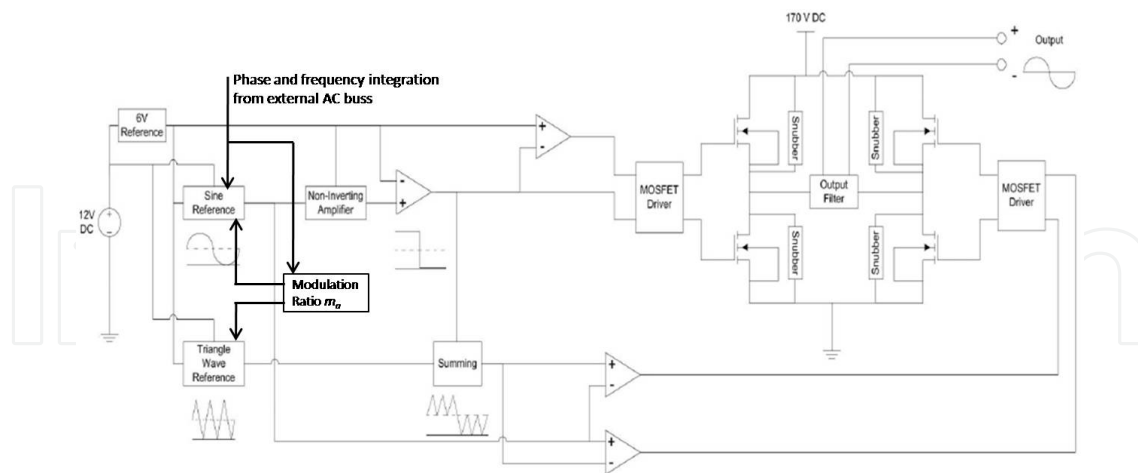 170 V DC
+
Output
-
Phase and frequency integration
from external AC buss
6V
Reference
+
-
Snubber
Snubber
Sine
Reference
Non-Inverting
Amplifier
-
+
MOSFET
Driver
Output
Filter
MOSFET
Driver
12V
DC
+
-
Snubber
Snubber
Modulation
Ratio ma
Triangle
Wave
Reference
Summing
+
-
+
-